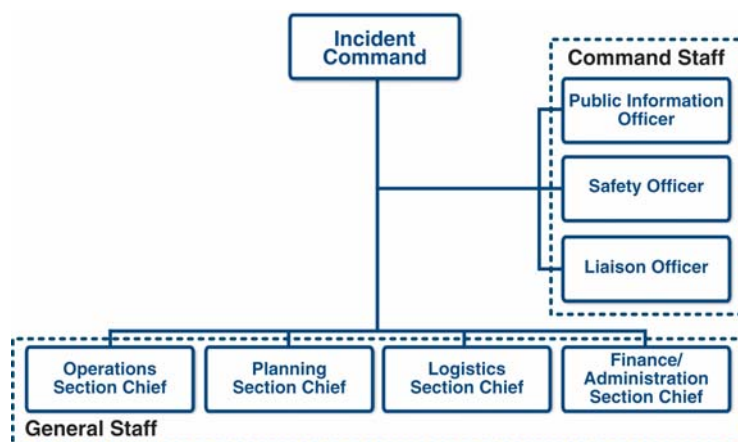 Incident
Command
Command Staff
Public Information
Officer
Safety Officer
Liaison Officer
Operations
Section Chief
Planning
Section Chief
Logistics
Section Chief
Finance/
Administration
Section Chief
General Staff